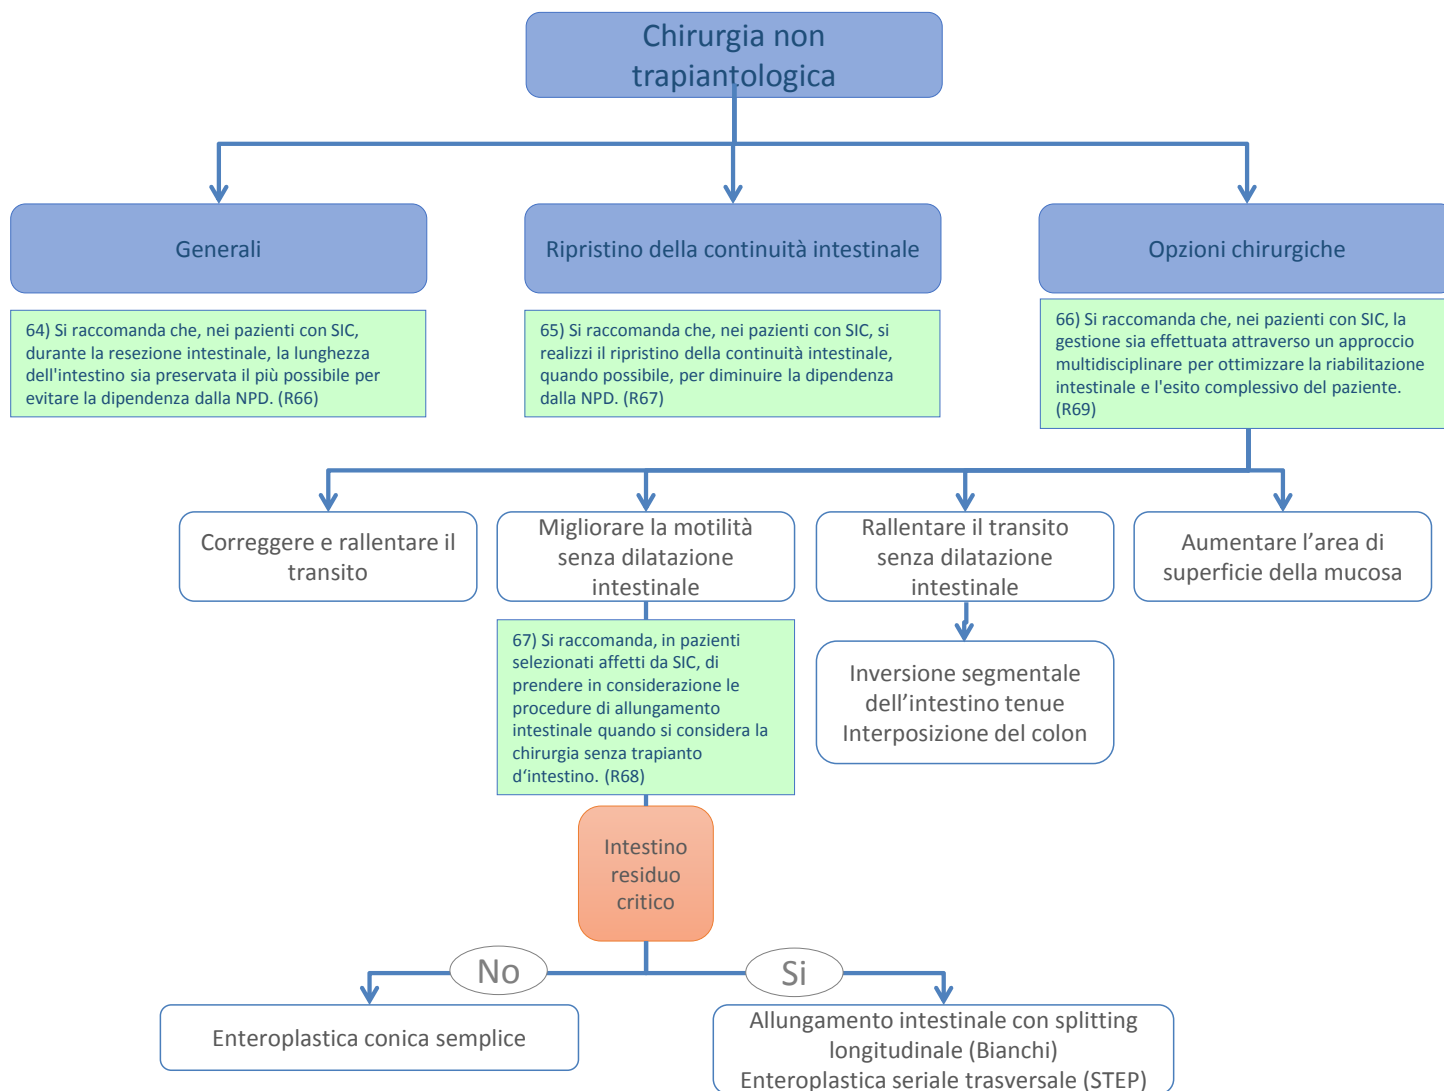 Chirurgia non
trapiantologica
Generali
Ripristino della continuità intestinale
Opzioni chirurgiche
64) Si raccomanda che, nei pazienti con SIC,
durante la resezione intestinale, la lunghezza
dell'intestino sia preservata il più possibile per
evitare la dipendenza dalla NPD. (R66)
65) Si raccomanda che, nei pazienti con SIC, si
realizzi il ripristino della continuità intestinale,
quando possibile, per diminuire la dipendenza
dalla NPD. (R67)
66) Si raccomanda che, nei pazienti con SIC, la
gestione sia effettuata attraverso un approccio
multidisciplinare per ottimizzare la riabilitazione
intestinale e l'esito complessivo del paziente.
(R69)
Correggere e rallentare il
transito
Migliorare la motilità
senza dilatazione
intestinale
Rallentare il transito
senza dilatazione
intestinale
Aumentare l’area di
superficie della mucosa
67) Si raccomanda, in pazienti
selezionati affetti da SIC, di
prendere in considerazione le
procedure di allungamento
intestinale quando si considera la
chirurgia senza trapianto
d‘intestino. (R68)
Inversione segmentale
dell’intestino tenue
Interposizione del colon
Intestino
residuo
critico
No
Si
Enteroplastica conica semplice
Allungamento intestinale con splitting
longitudinale (Bianchi)
Enteroplastica seriale trasversale (STEP)